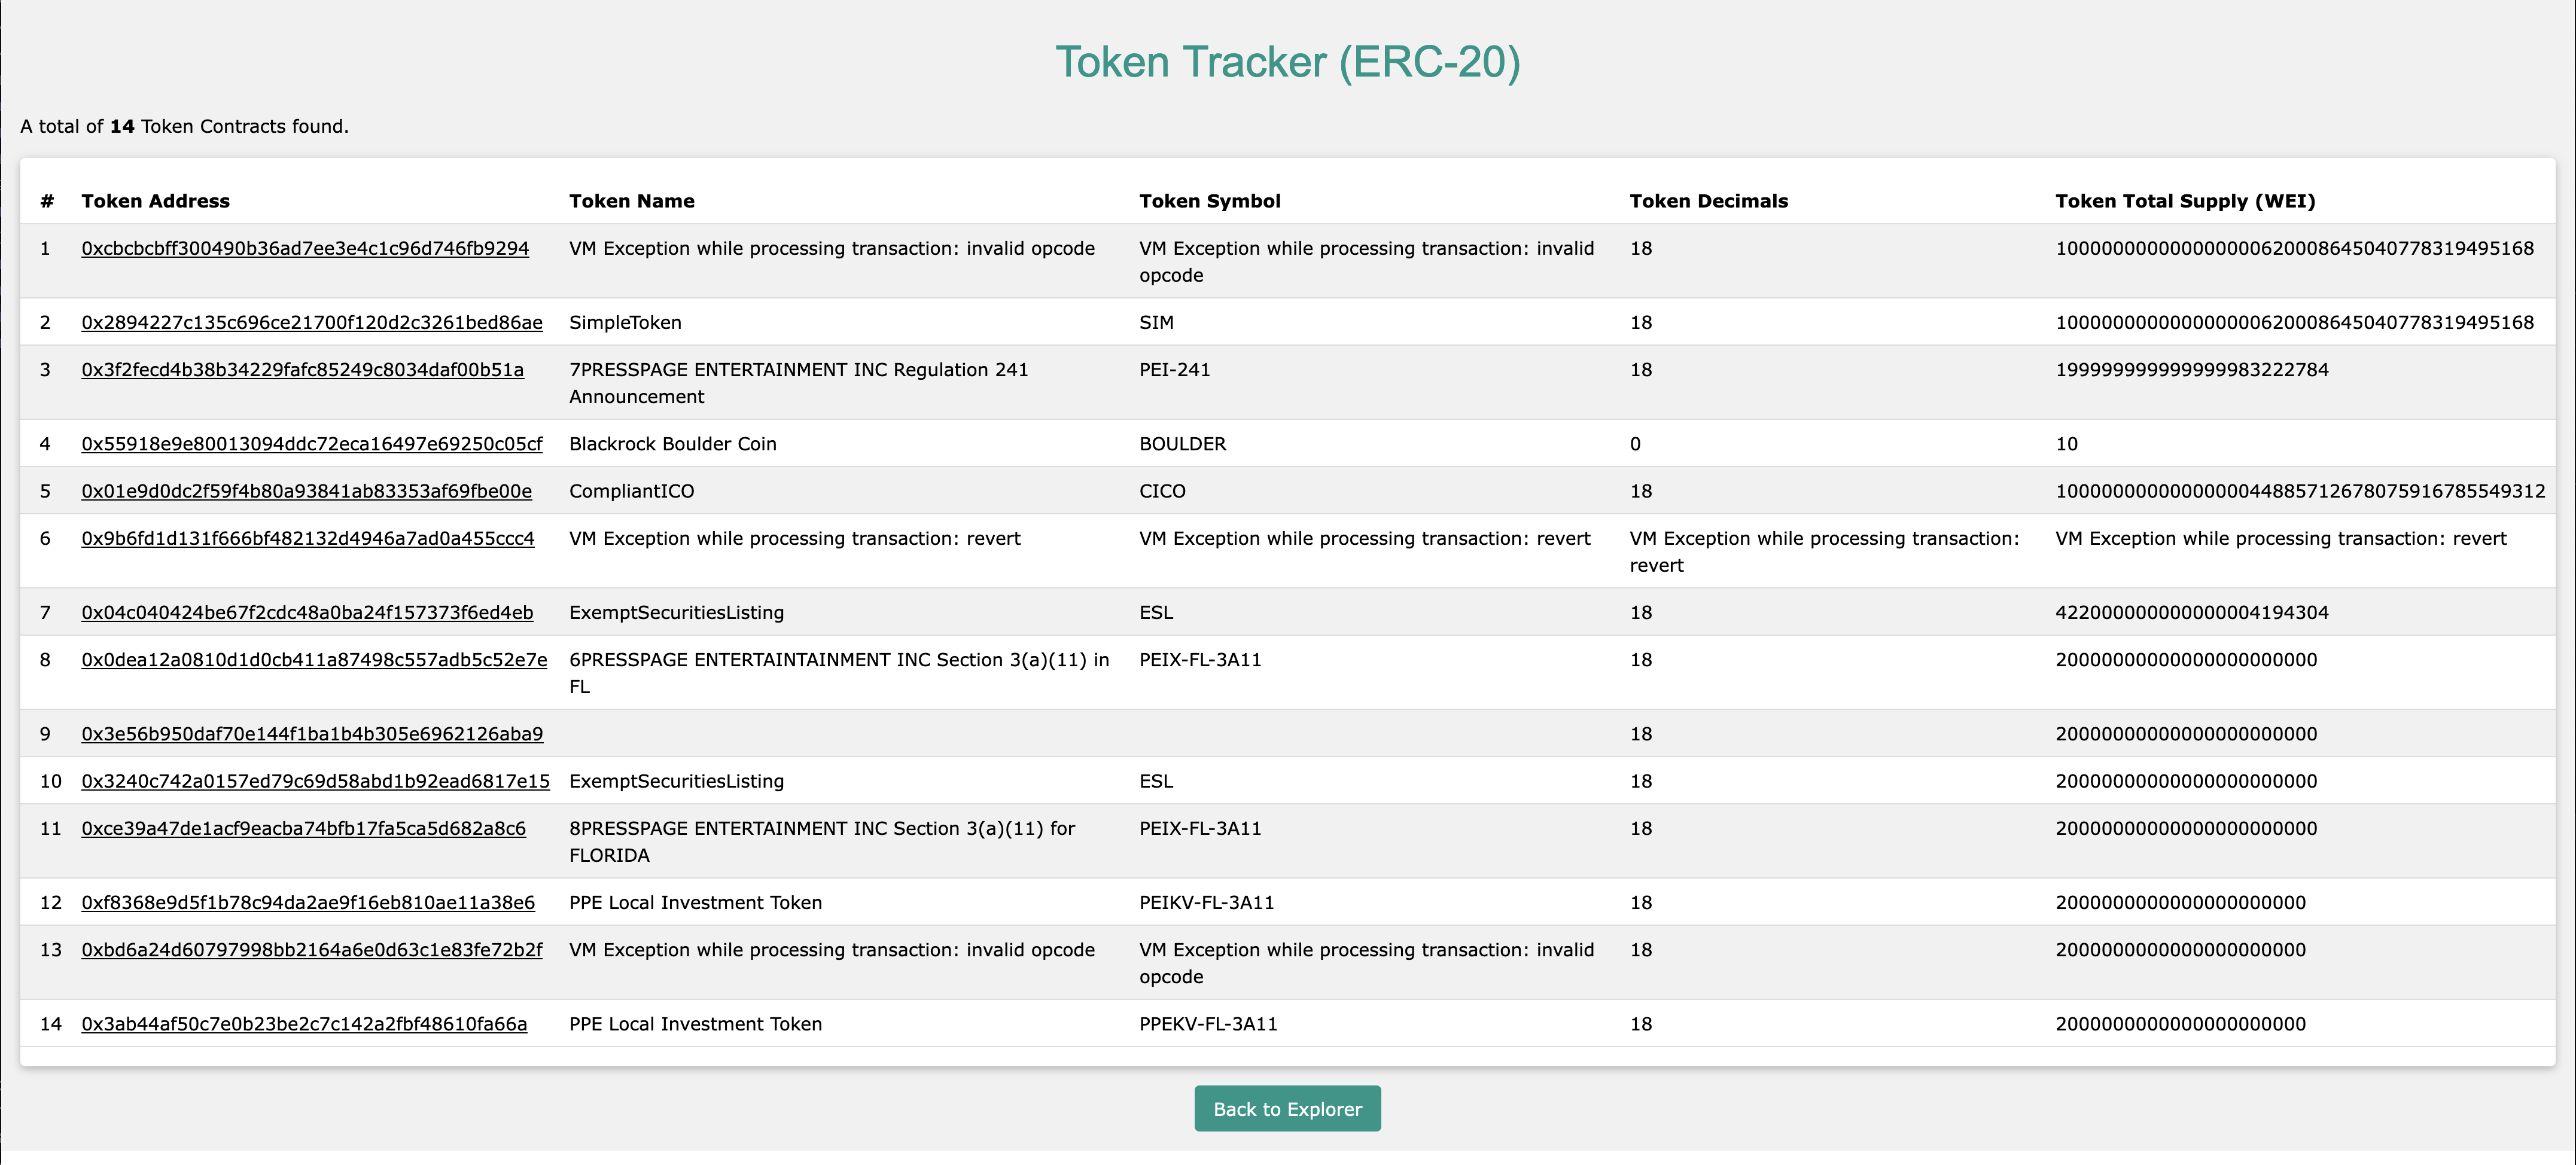 Token Tracker (ERC-20)
A total of 14 Token Contracts found.
# Token Address Token Name Token Symbol Token Decimals Token Total Supply (WEI)
1 0xcbcbcbff300490b36ad7ee3e4c1c96d746fb9294 VM Exception while processing transaction: invalid opcode VM Exception while processing transaction: invalid 18 10000000000000000006200086450407783194​95168
opcode
2 0x2894227c135c696ce21700f120d2c3261bed86ae SimpleToken SIM 18 1000000000000000000620008645040778319495168
3 0x3f2fecd4b38b34229fafc85249c8034daf00b51a 7PRESSPAGE ENTERTAINMENT INC Regulation 241 PEI-241 18 199999999999999983222784
Announcement
4 0x55918e9e80013094ddc72eca16497e69250c05cf Blackrock Boulder Coin BOULDER 0 10
5 0x01e9d0dc2f59f4b80a93841ab83353af69fbe00e CompliantICO CICO 18 10000000000000000044885712678075916785549312
6 0x9b6fd1d131f666bf482132d4946a7ad0a455ccc4 VM Exception while processing transaction: revert VM Exception while processing transaction: revert VM Exception while processing transaction: VM Exception while processing transaction: revert
revert
7 0x04c040424be67f2cdc48a0ba24f157373f6ed4eb ExemptSecuritiesListing ESL 18 422000000000000004194304
8 0x0dea12a0810d1d0cb411a87498c557adb5c52e7e 6PRESSPAGE ENTERTAINTAINMENT INC Section 3(a)(11) in PEIX-FL-3A11 18 20000000000000000000000
FL
9 0x3e56b950daf70e144f1ba1b4b305e6962126aba9 18 20000000000000000000000
10 0x3240c742a0157ed79c69d58abd1b92ead6817e15 ExemptSecuritiesListing ESL 18 20000000000000000000000
11 0xce39a47de1acf9eacba74bfb17fa5ca5d682a8c6 8PRESSPAGE ENTERTAINMENT INC Section 3(a)(11) for PEIX-FL-3A11 18 20000000000000000000000
FLORIDA
12 0xf8368e9d5f1b78c94da2ae9f16eb810ae11a38e6 PPE Local Investment Token PEIKV-FL-3A11 18 2000000000000000000000
13 0xbd6a24d60797998bb2164a6e0d63c1e83fe72b2f VM Exception while processing transaction: invalid opcode VM Exception while processing transaction: invalid 18 2000000000000000000000
opcode
14 0x3ab44af50c7e0b23be2c7c142a2fbf48610fa66a PPE Local Investment Token PPEKV-FL-3A11 18 2000000000000000000000
Back to Explorer